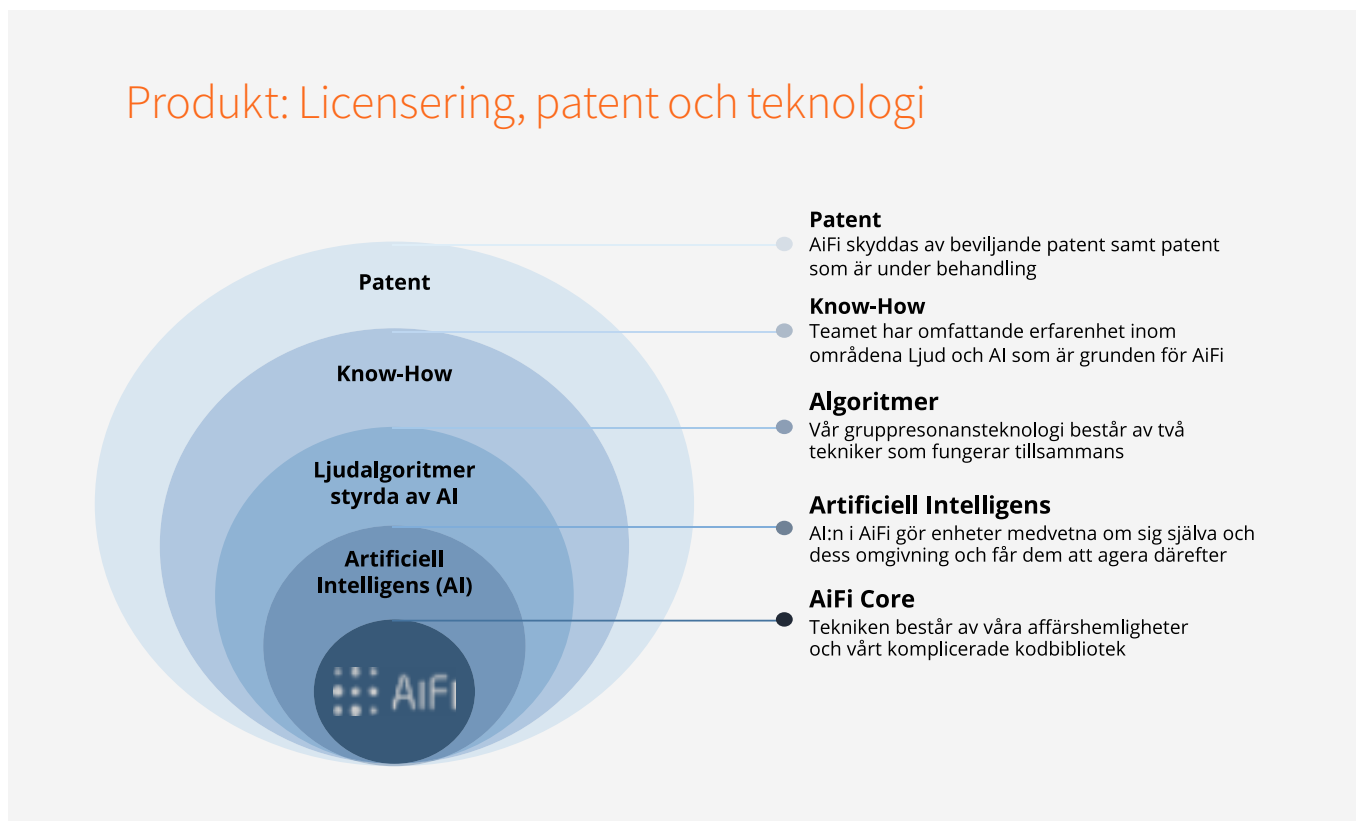 Produkt: Licensering, patent och teknologi
Patent
Know-How
Ljudalgoritmer
styrda av AI
Artificiell
Intelligens (AI)
AiFi
Patent
AiFi skyddas av beviljande patent samt patent
som är under behandling
Know-How
Teamet har omfattande erfarenhet inom
områdena Ljud och AI som är grunden för AiFi
Algoritmer
Vår gruppresonansteknologi består av två
tekniker som fungerar tillsammans
Artificiell Intelligens
AI:n i AiFi gör enheter medvetna om sig själva och
dess omgivning och får dem att agera därefter
AiFi Core
Tekniken består av våra affärshemligheter
och vårt komplicerade kodbibliotek